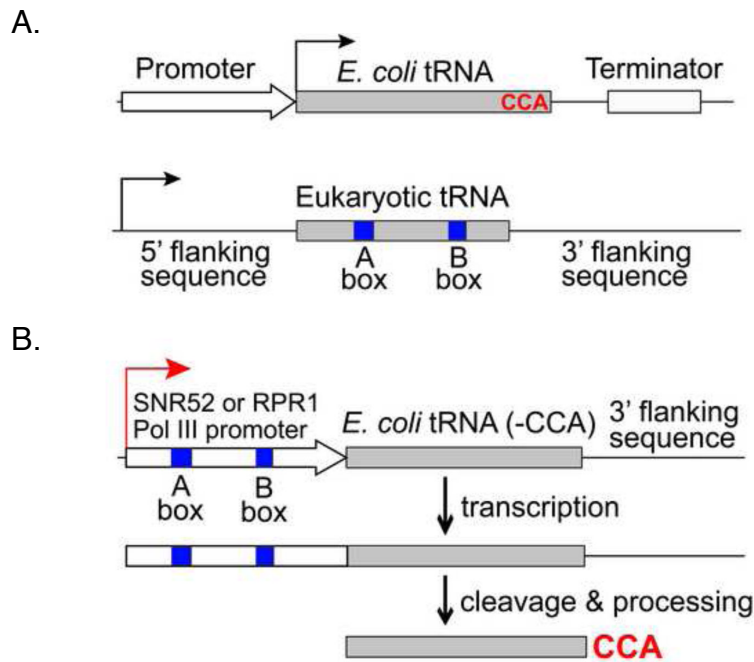 A.
Promoter
E. coli tRNA
Terminator
CCA
Eukaryotic tRNA
5' flanking
sequence
A
box
B
box
3' flanking
sequence
B.
SNR52 or RPR1
Pol III promoter
E. coli tRNA (-CCA)
3' flanking
sequence
A
box
B
box
transcription
cleavage & processing
CCA